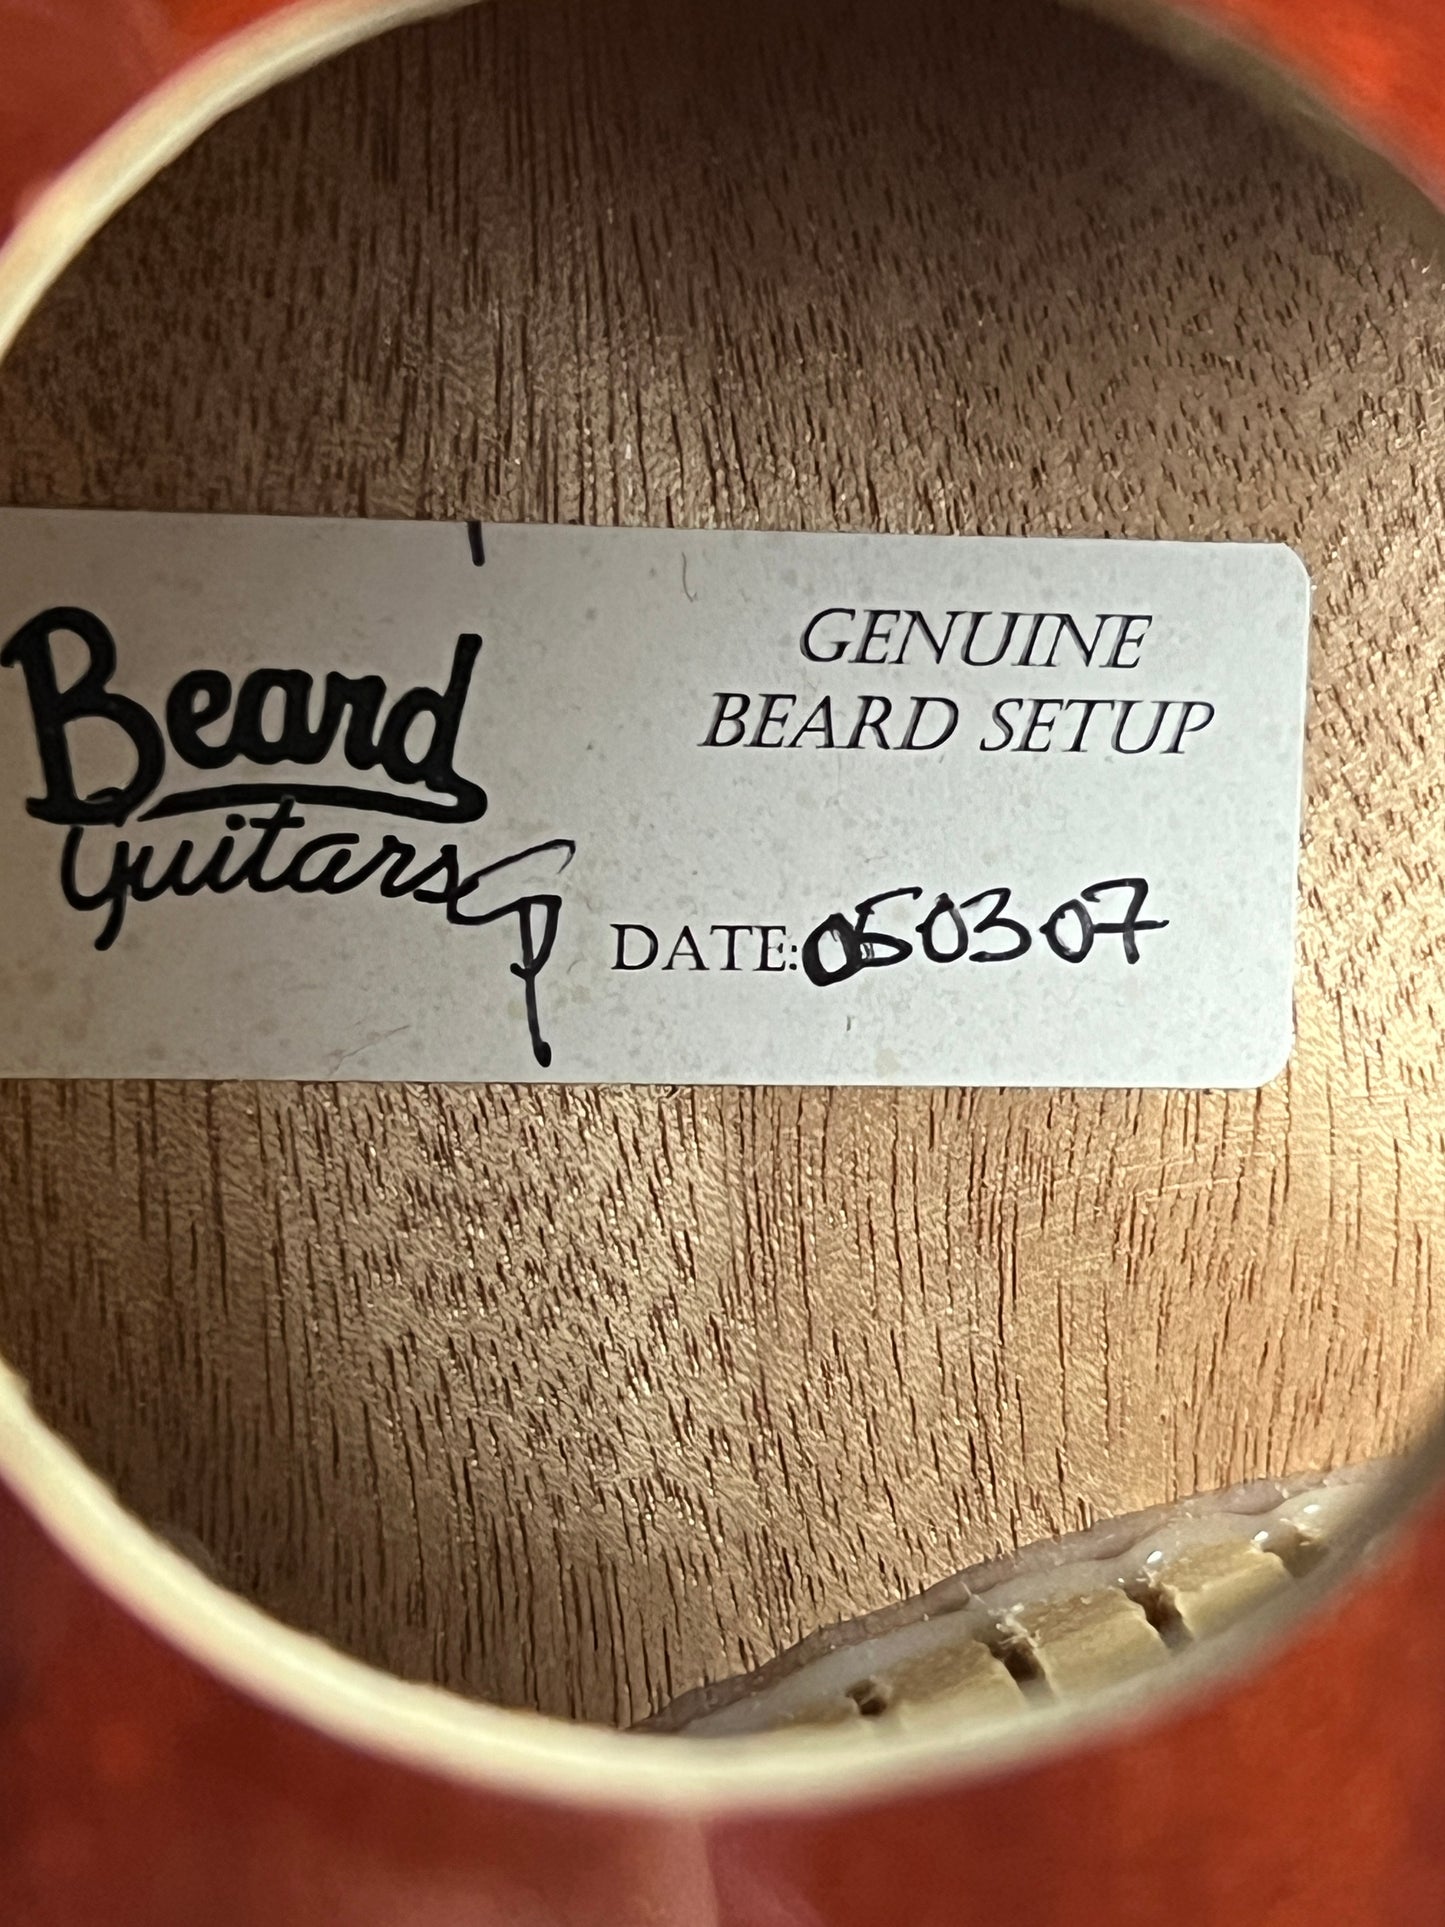 Beard
Guitars
GENUINE
BEARD SETUP
DATE: 050307